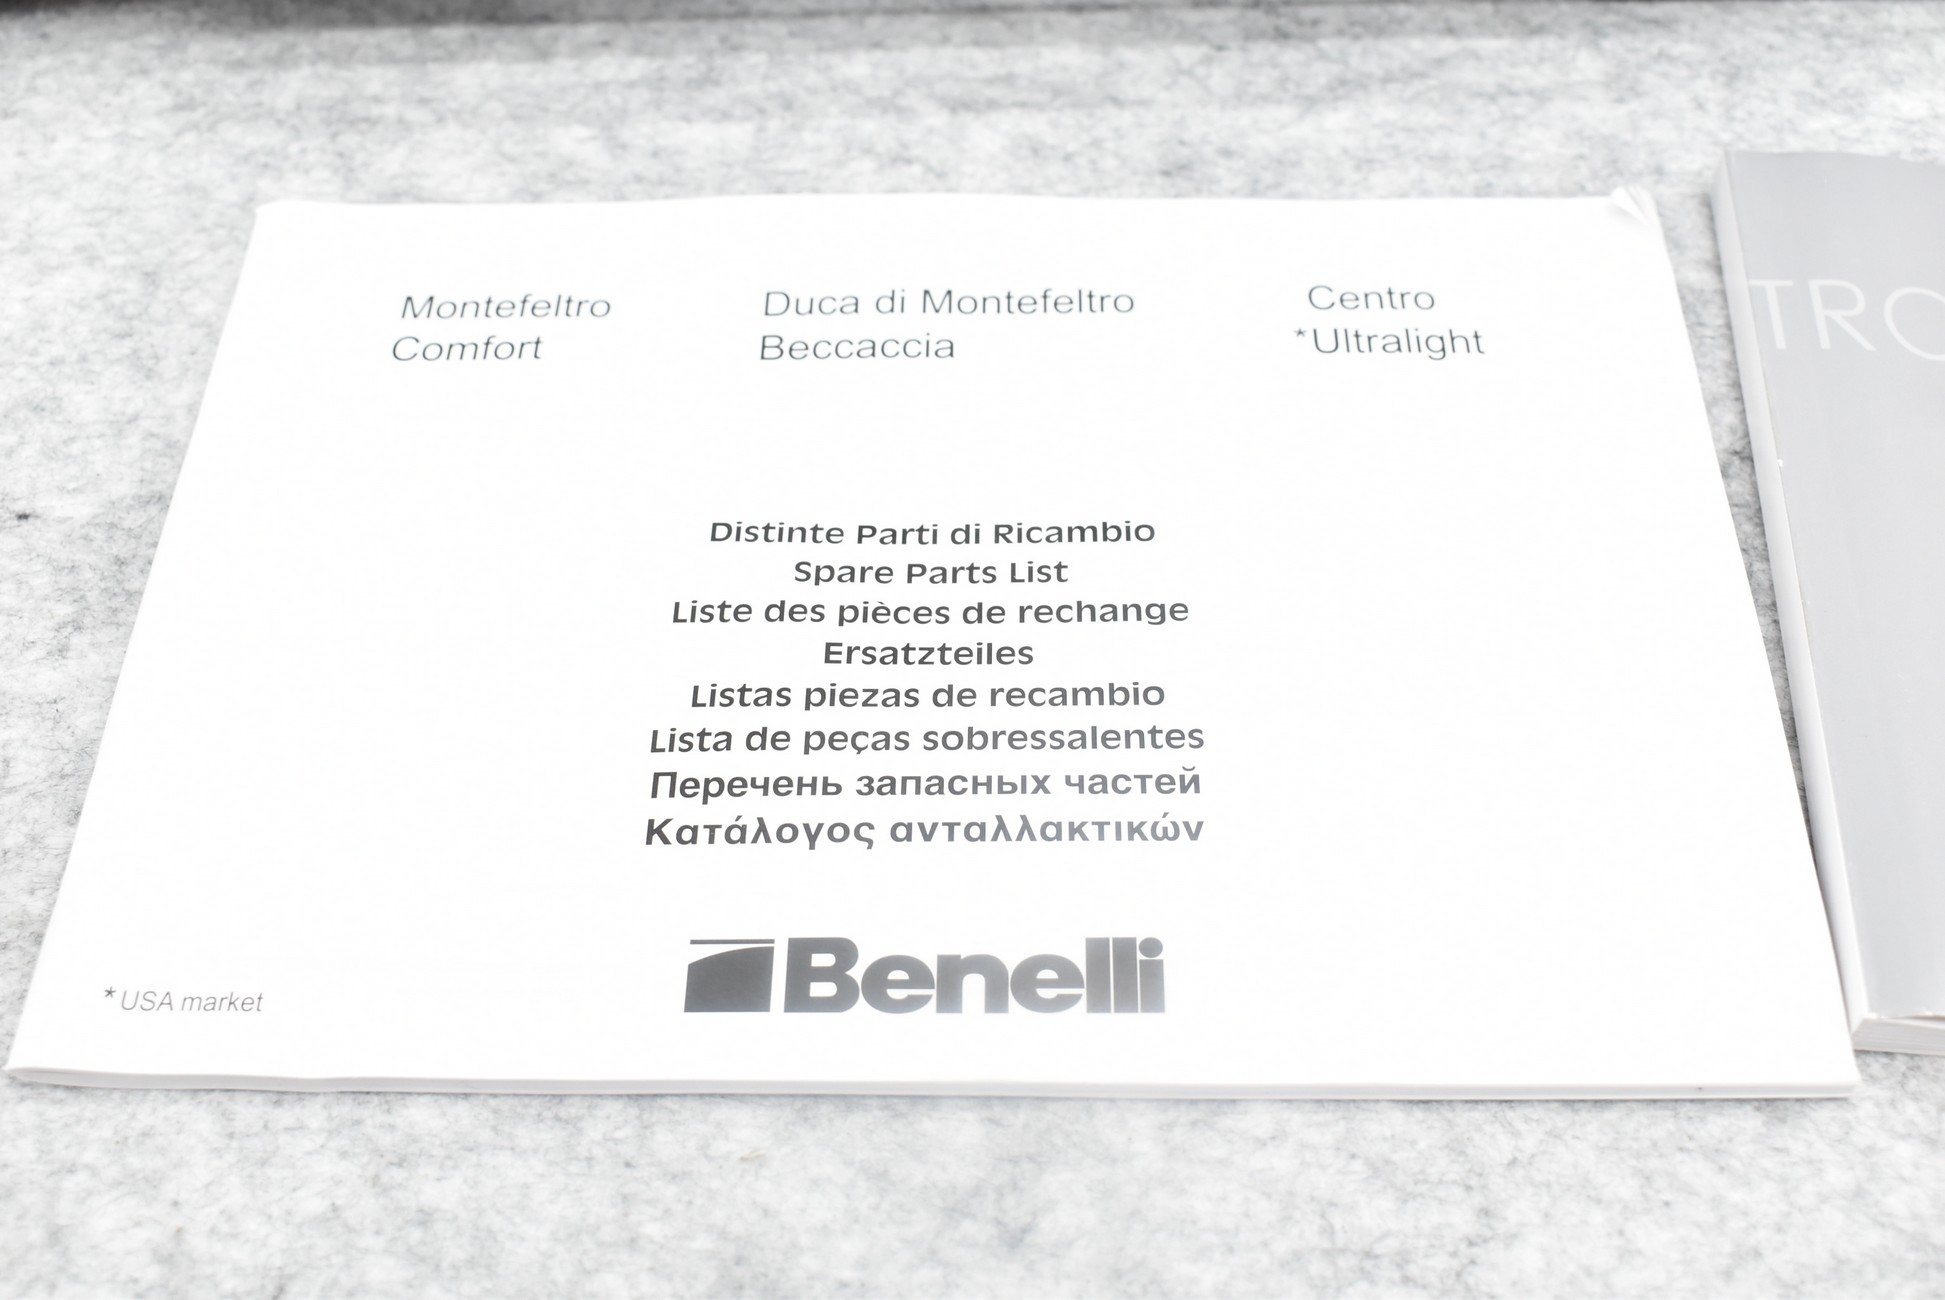 Montefeltro
Comfort
Duca di Montefeltro
Beccaccia
Centro
*Ultralight
Distinte Parti di Ricambio
Spare Parts List
Liste des pièces de rechange
Ersatzteiles
Listas piezas de recambio
Lista de peças sobressalentes
Перечень запасных частей
Κατάλογος ανταλλακτικών
Benelli
*USA market